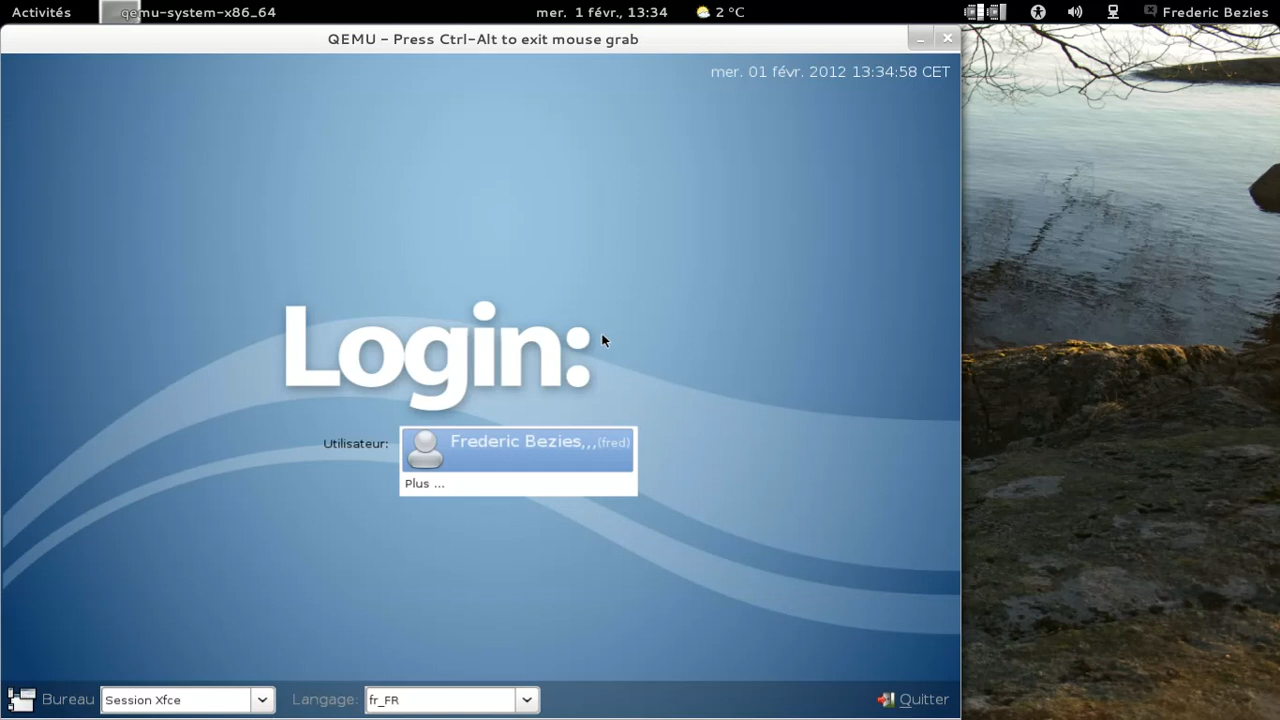 Activités qemu-system-x86_64 mer. 1 févr., 13:34 2 °C Frederic Bezies
QEMU - Press Ctrl-Alt to exit mouse grab
mer. 01 févr. 2012 13:34:58 CET
Login:
Utilisateur: Frederic Bezies,,,(fred)
Plus ...
Bureau Session Xfce Langage: fr_FR Quitter